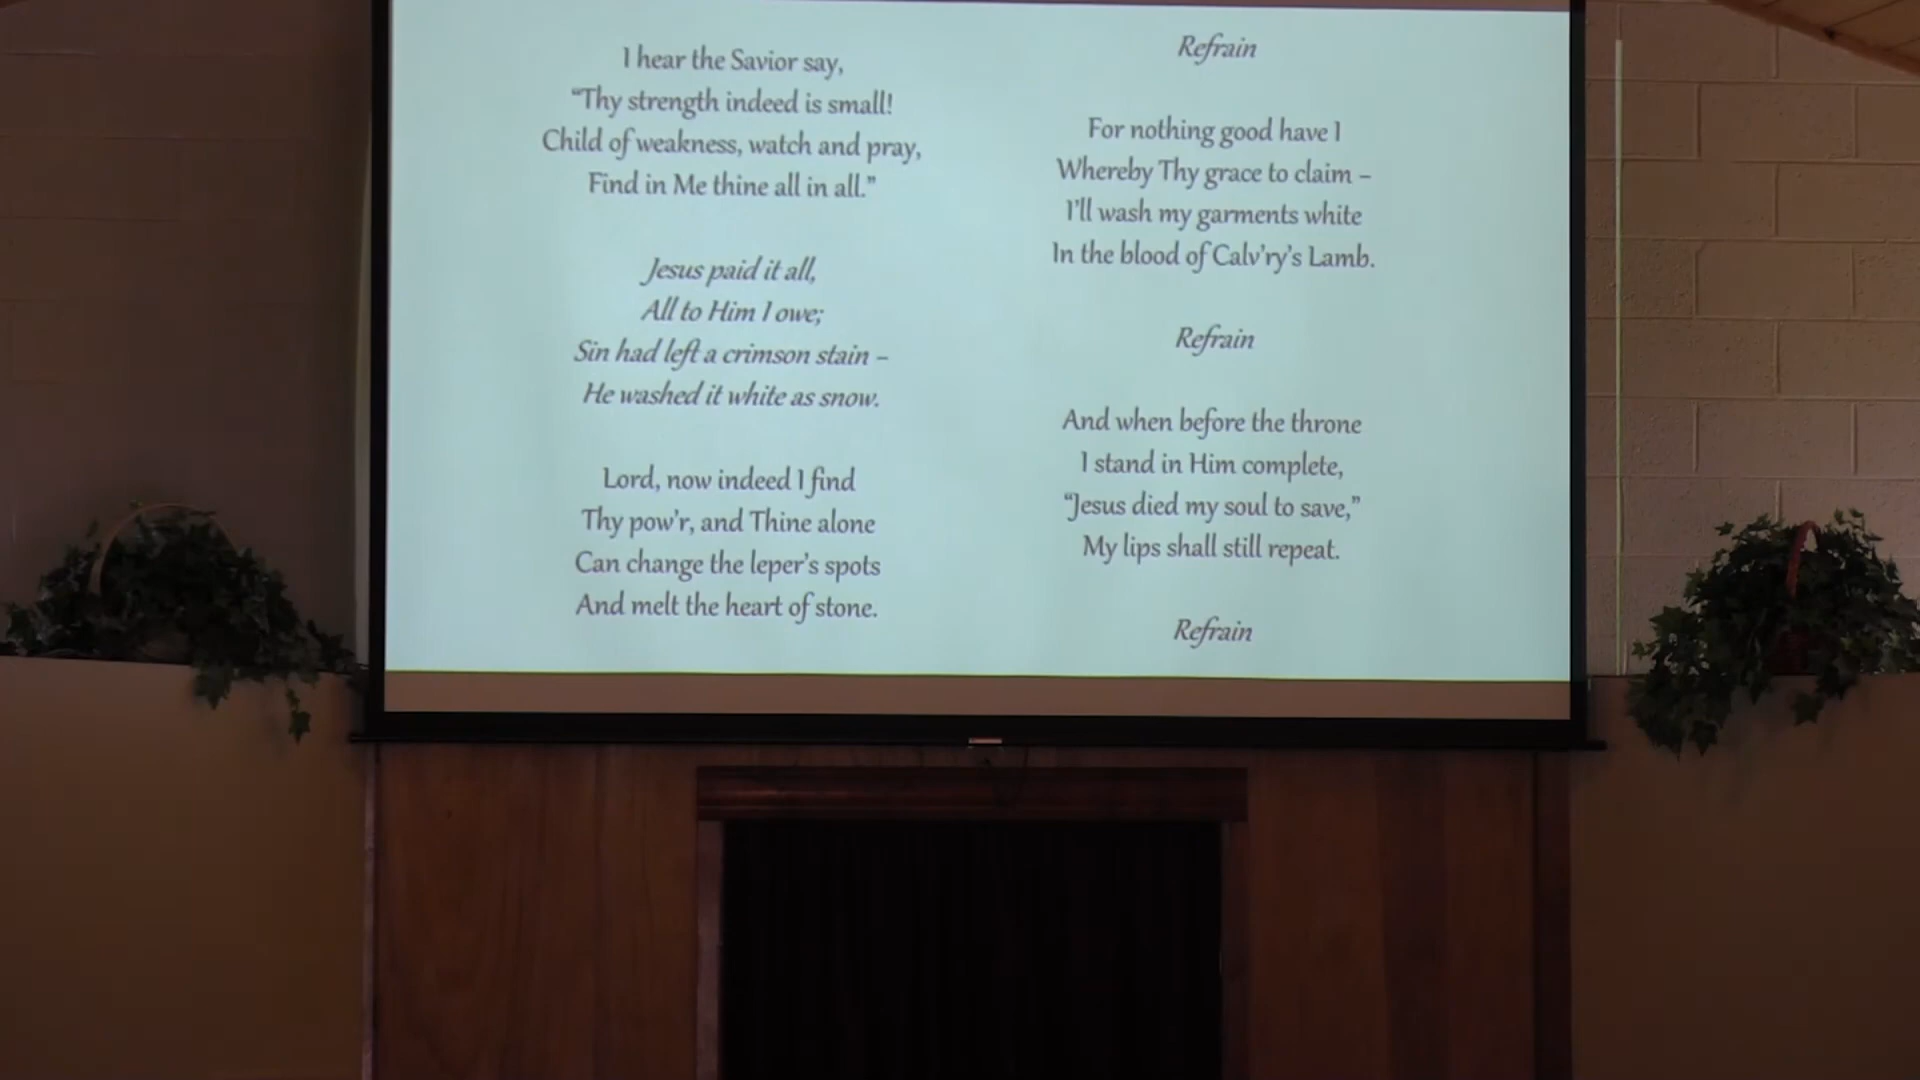 I hear the Savior say,
“Thy strength indeed is small!
Child of weakness, watch and pray,
Find in Me thine all in all.”
Jesus paid it all,
All to Him I owe;
Sin had left a crimson stain –
He washed it white as snow.
Lord, now indeed I find
Thy pow’r, and Thine alone
Can change the leper’s spots
And melt the heart of stone.
Refrain
For nothing good have I
Whereby Thy grace to claim –
I’ll wash my garments white
In the blood of Calv’ry’s Lamb.
Refrain
And when before the throne
I stand in Him complete,
“Jesus died my soul to save,”
My lips shall still repeat.
Refrain